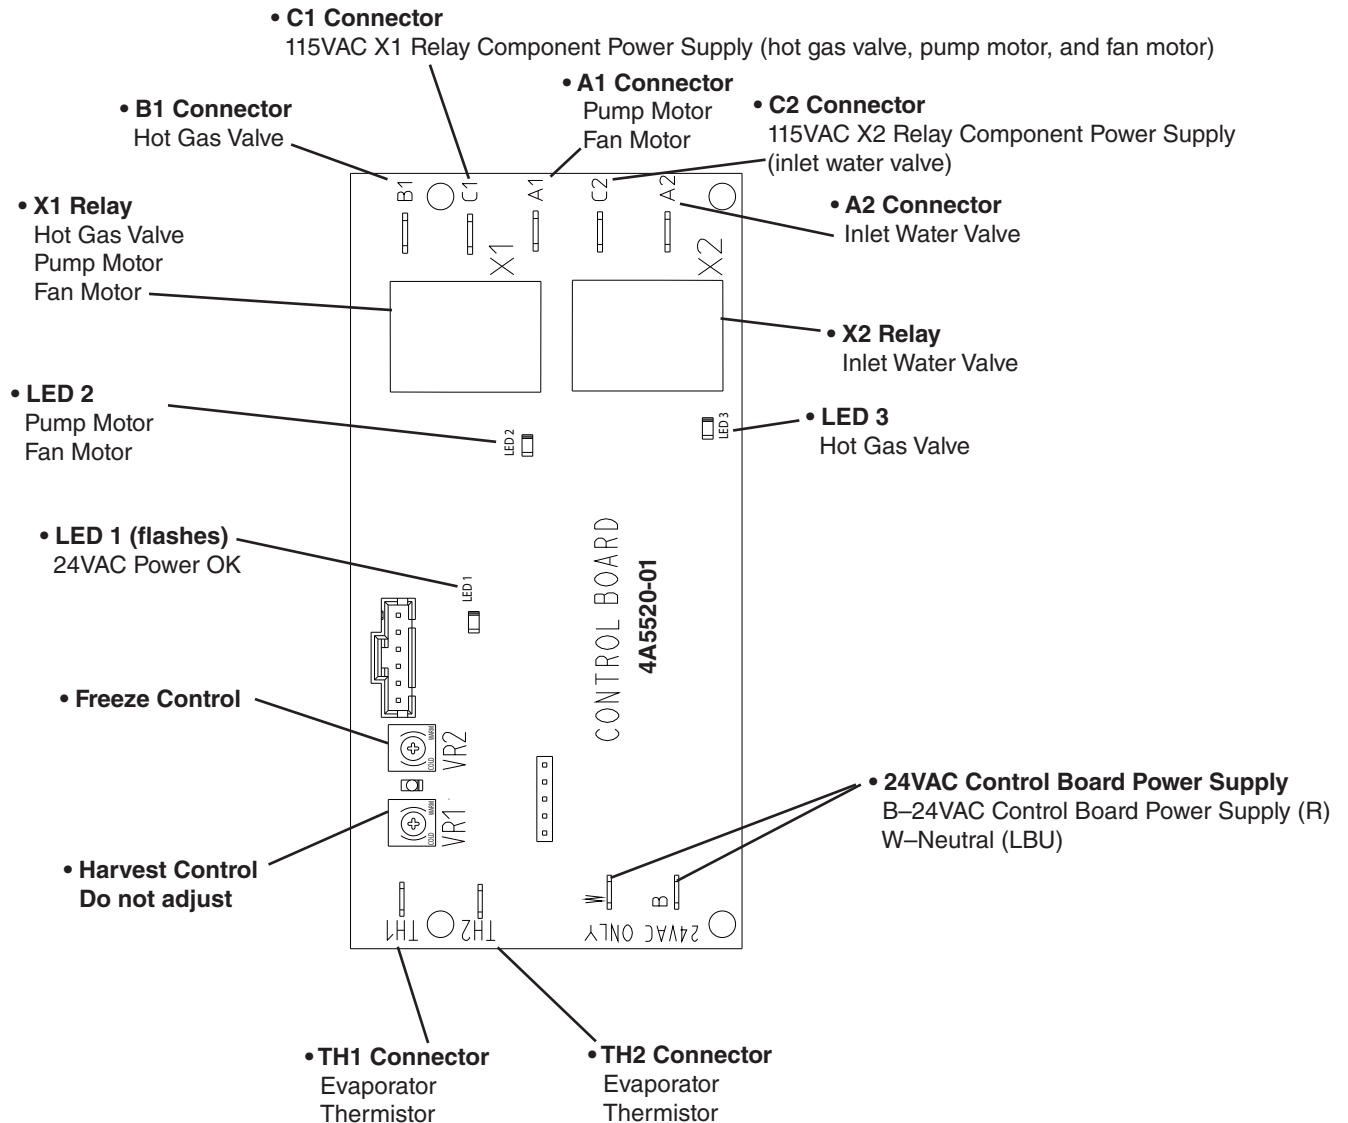 • C1 Connector
115VAC X1 Relay Component Power Supply (hot gas valve, pump motor, and fan motor)
• A1 Connector
Pump Motor
Fan Motor
• B1 Connector
Hot Gas Valve
• C2 Connector
115VAC X2 Relay Component Power Supply
(inlet water valve)
• X1 Relay
Hot Gas Valve
Pump Motor
Fan Motor
• A2 Connector
Inlet Water Valve
B1
C1
A1
C2
A2
X1
X2
• X2 Relay
Inlet Water Valve
• LED 2
Pump Motor
Fan Motor
LED 2
LED 3
• LED 3
Hot Gas Valve
• LED 1 (flashes)
24VAC Power OK
LED 1
CONTROL BOARD
4A5520-01
• Freeze Control
WARM
COLD
VR2
WARM
COLD
VR1
• Harvest Control
Do not adjust
• 24VAC Control Board Power Supply
B–24VAC Control Board Power Supply (R)
W–Neutral (LBU)
W
B
TH1
TH2
24VAC ONLY
• TH1 Connector
Evaporator
Thermistor
• TH2 Connector
Evaporator
Thermistor